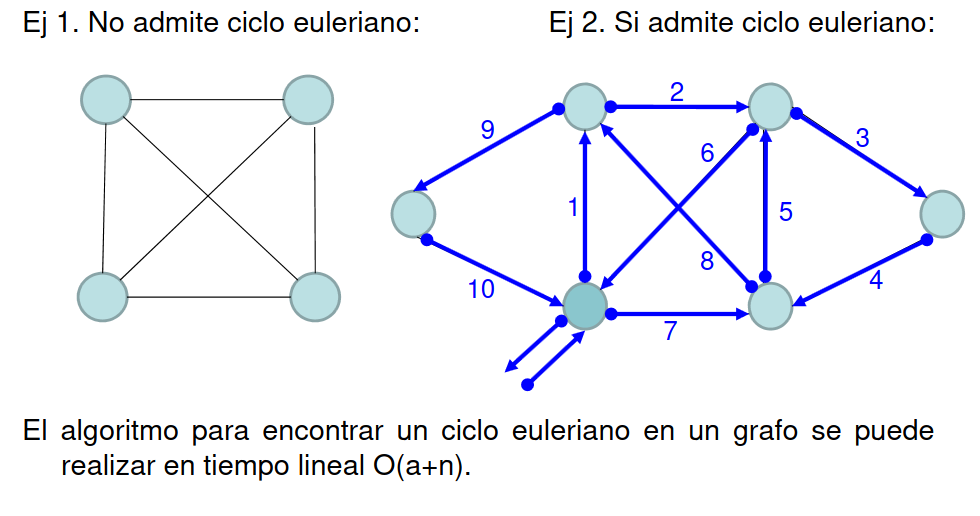 Ej 1. No admite ciclo euleriano:
Ej 2. Si admite ciclo euleriano:
2
9
3
6
1
5
8
4
10
7
El algoritmo para encontrar un ciclo euleriano en un grafo se puede
realizar en tiempo lineal O(a+n).